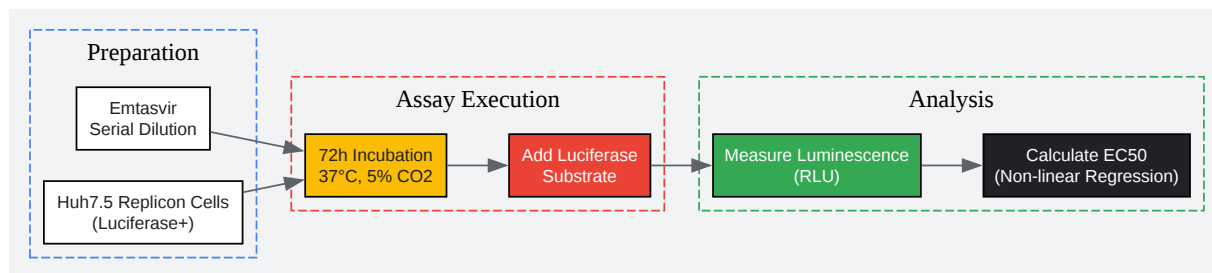 Preparation
Emtasvir
Serial Dilution
Huh7.5 Replicon Cells
(Luciferase+)
Assay Execution
72h Incubation
37°C, 5% CO2
Add Luciferase
Substrate
Analysis
Measure Luminescence
(RLU)
Calculate EC50
(Non-linear Regression)